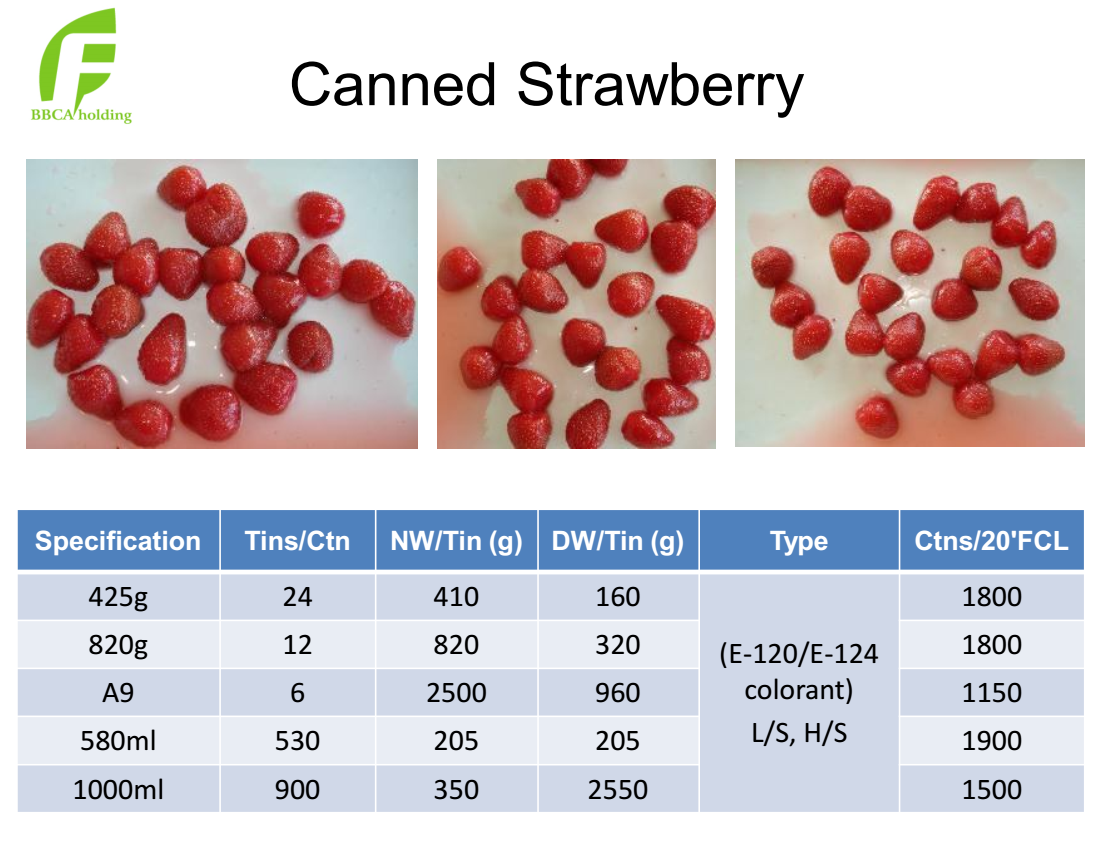 BBCA holding
Canned Strawberry
Specification Tins/Ctn NW/Tin (g) DW/Tin (g) Type Ctns/20'FCL
425g 24 410 160 1800
820g 12 820 320 1800
(E-120/E-124
colorant)
L/S, H/S
A9 6 2500 960 1150
580ml 530 205 205 1900
1000ml 900 350 2550 1500